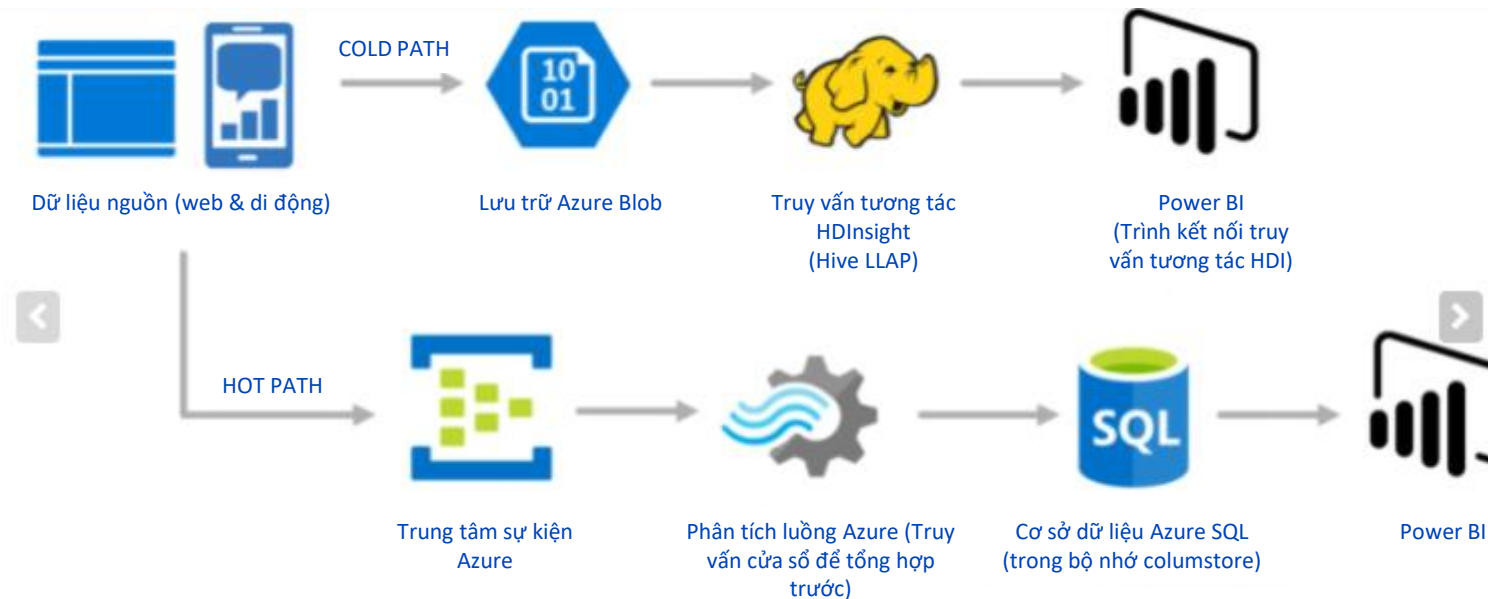 COLD PATH
10
01
Dữ liệu nguồn (web & di động)
Lưu trữ Azure Blob
Truy vấn tương tác
HDInsight
(Hive LLAP)
Power BI
(Trình kết nối truy
vấn tương tác HDI)
HOT PATH
SQL
Trung tâm sự kiện
Azure
Phân tích luồng Azure (Truy
vấn cửa sổ để tổng hợp
trước)
Cơ sở dữ liệu Azure SQL
(trong bộ nhớ columstore)
Power BI